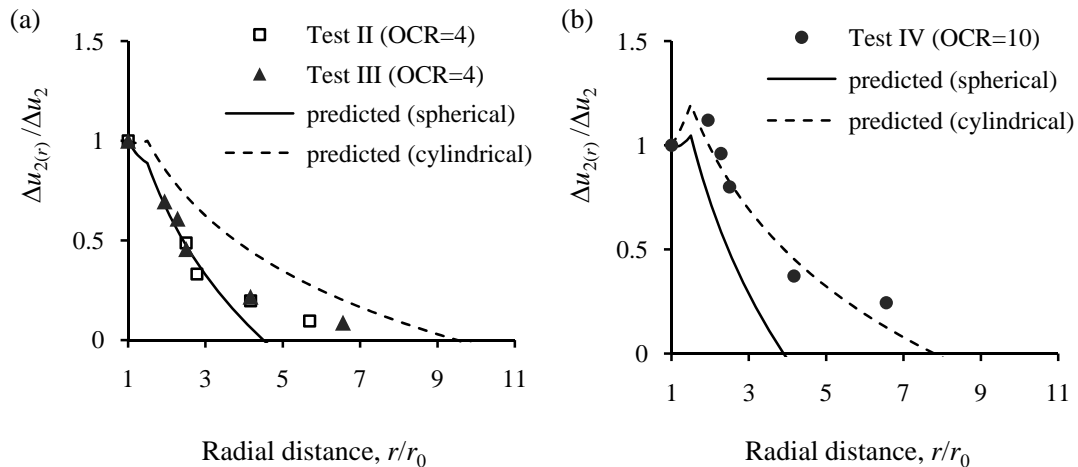 (a)
Test II (OCR=4)
Test III (OCR=4)
predicted (spherical)
predicted (cylindrical)
Δu2(r)/Δu2
1.5
1
0.5
0
1 3 5 7 9 11
Radial distance, r/r0
(b)
Test IV (OCR=10)
predicted (spherical)
predicted (cylindrical)
Δu2(r)/Δu2
1.5
1
0.5
0
1 3 5 7 9 11
Radial distance, r/r0